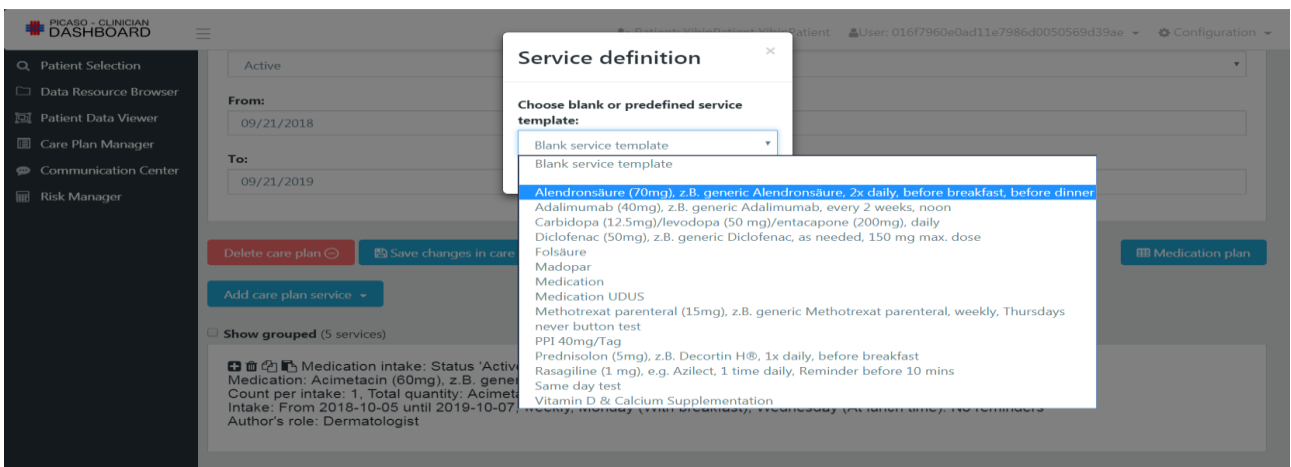 PICASO - CLINICIAN
DASHBOARD
Patient: XibinPatient XibinPatient User: 016f7960e0ad11e7986d0050569d39ae Configuration
Patient Selection
Data Resource Browser
Patient Data Viewer
Care Plan Manager
Communication Center
Risk Manager
Active
From:
09/21/2018
To:
09/21/2019
Delete care plan
Save changes in care
Medication plan
Add care plan service
Show grouped (5 services)
Medication intake: Status 'Active
Medication: Acimetacin (60mg), z.B. gener
Count per intake: 1, Total quantity: Acimeta
Intake: From 2018-10-05 until 2019-10-07, weekly, Monday (With breakfast), Wednesday (At lunch time). No reminders
Author's role: Dermatologist
Service definition
×
Choose blank or predefined service
template:
Blank service template
Blank service template
Alendronsäure (70mg), z.B. generic Alendronsäure, 2x daily, before breakfast, before dinner
Adalimumab (40mg), z.B. generic Adalimumab, every 2 weeks, noon
Carbidopa (12.5mg)/levodopa (50 mg)/entacapone (200mg), daily
Diclofenac (50mg), z.B. generic Diclofenac, as needed, 150 mg max. dose
Folsäure
Madopar
Medication
Medication UDUS
Methotrexat parenteral (15mg), z.B. generic Methotrexat parenteral, weekly, Thursdays
never button test
PPI 40mg/Tag
Prednisolon (5mg), z.B. Decortin H®, 1x daily, before breakfast
Rasagiline (1 mg), e.g. Azilect, 1 time daily, Reminder before 10 mins
Same day test
Vitamin D & Calcium Supplementation